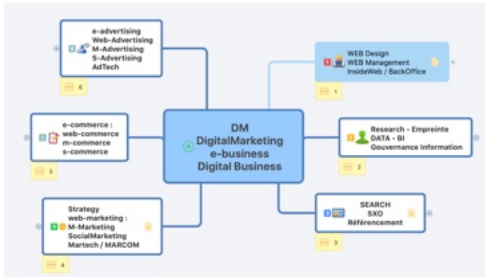 e-advertising
Web-Advertising
M-Advertising
S-Advertising
AdTech
6
1
WEB Design
WEB Management
InsideWeb / BackOffice
1
DM
DigitalMarketing
e-business
Digital Business
e-commerce :
web-commerce
m-commerce
s-commerce
5
Research - Empreinte
DATA - BI
Gouvernance Information
2
Strategy
web-marketing :
M-Marketing
SocialMarketing
Martech / MARCOM
4
SEARCH
SXO
Référencement
3